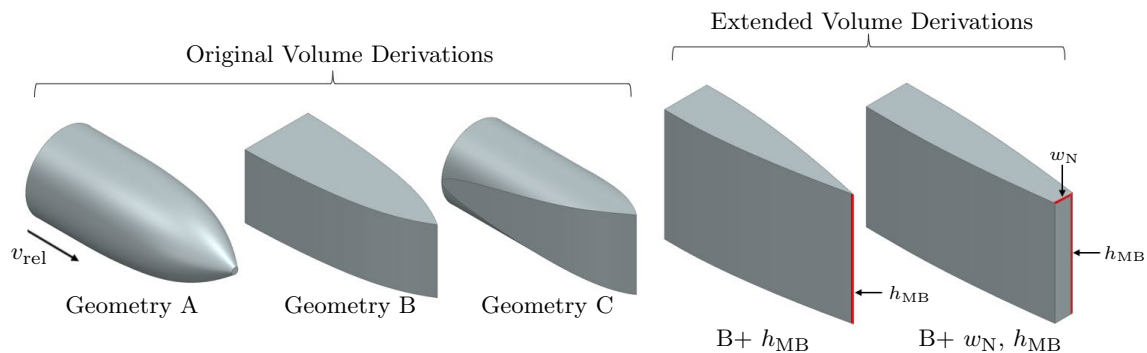 Original Volume Derivations
Extended Volume Derivations
v_rel
Geometry A
Geometry B
Geometry C
h_MB
B+ h_MB
w_N
h_MB
B+ w_N, h_MB